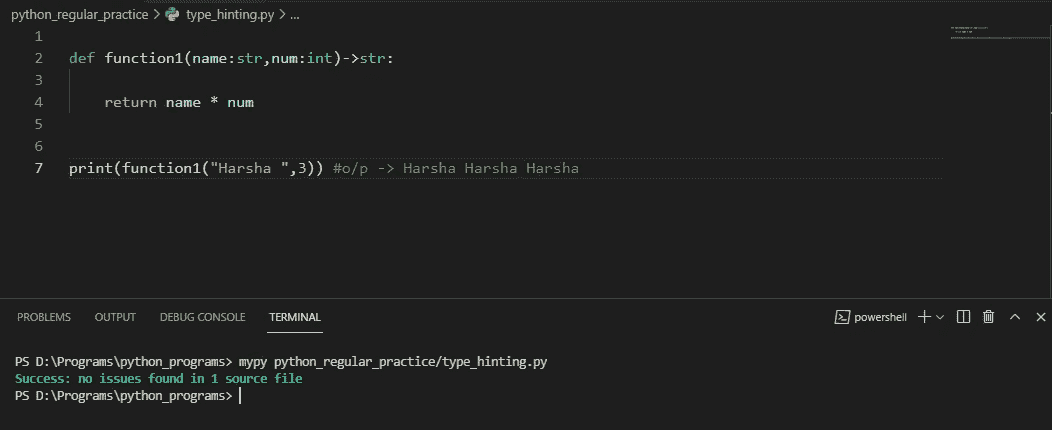 python_regular_practice > type_hinting.py > ...
1
2 def function1(name:str,num:int)->str:
3
4 return name * num
5
6
7 print(function1("Harsha ",3)) #o/p -> Harsha Harsha Harsha
PROBLEMS OUTPUT DEBUG CONSOLE TERMINAL powershell
PS D:\Programs\python_programs> mypy python_regular_practice/type_hinting.py
Success: no issues found in 1 source file
PS D:\Programs\python_programs>